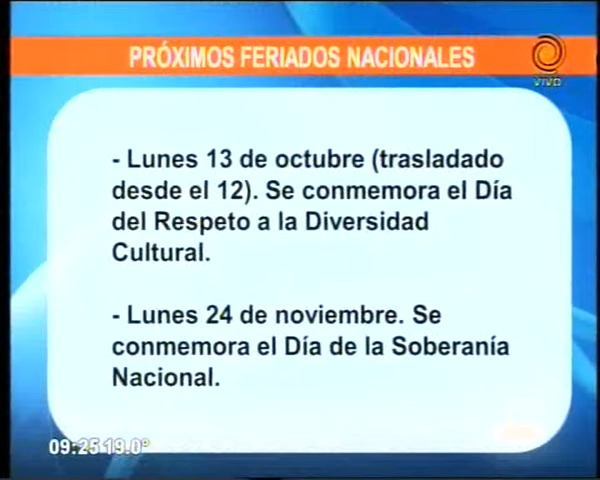 PRÓXIMOS FERIADOS NACIONALES
VIVO
- Lunes 13 de octubre (trasladado
desde el 12). Se conmemora el Día
del Respeto a la Diversidad
Cultural.
- Lunes 24 de noviembre. Se
conmemora el Día de la Soberanía
Nacional.
09:25 19.0°